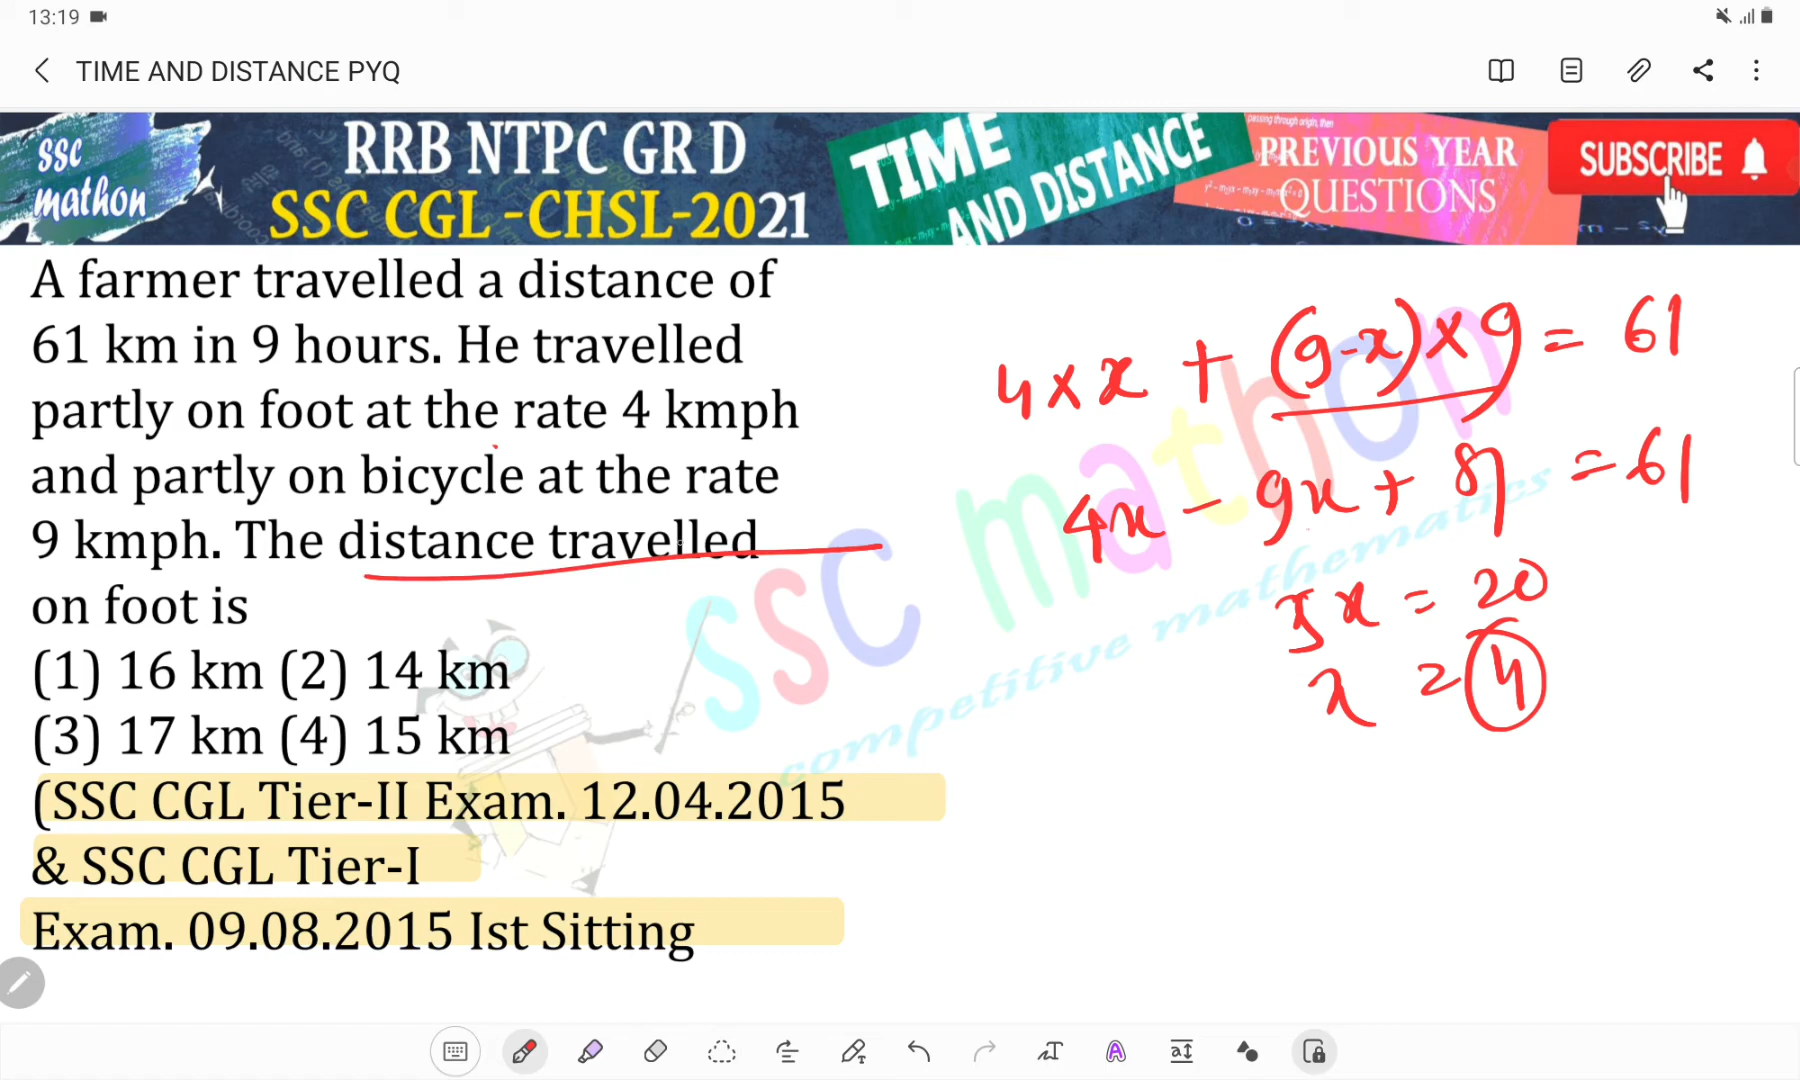 13:19
TIME AND DISTANCE PYQ
SSC
mathon
RRB NTPC GR D
SSC CGL -CHSL-2021
TIME
AND DISTANCE
passing through origin, then
PREVIOUS YEAR
QUESTIONS
SUBSCRIBE
A farmer travelled a distance of
61 km in 9 hours. He travelled
partly on foot at the rate 4 kmph
and partly on bicycle at the rate
9 kmph. The distance travelled
on foot is
(1) 16 km (2) 14 km
(3) 17 km (4) 15 km
(SSC CGL Tier-II Exam. 12.04.2015
& SSC CGL Tier-I
Exam. 09.08.2015 Ist Sitting
4 × x + (9-x) × 9 = 61
4x - 9x + 81 = 61
5x = 20
x = 4
SSC mathon
competitive mathematics